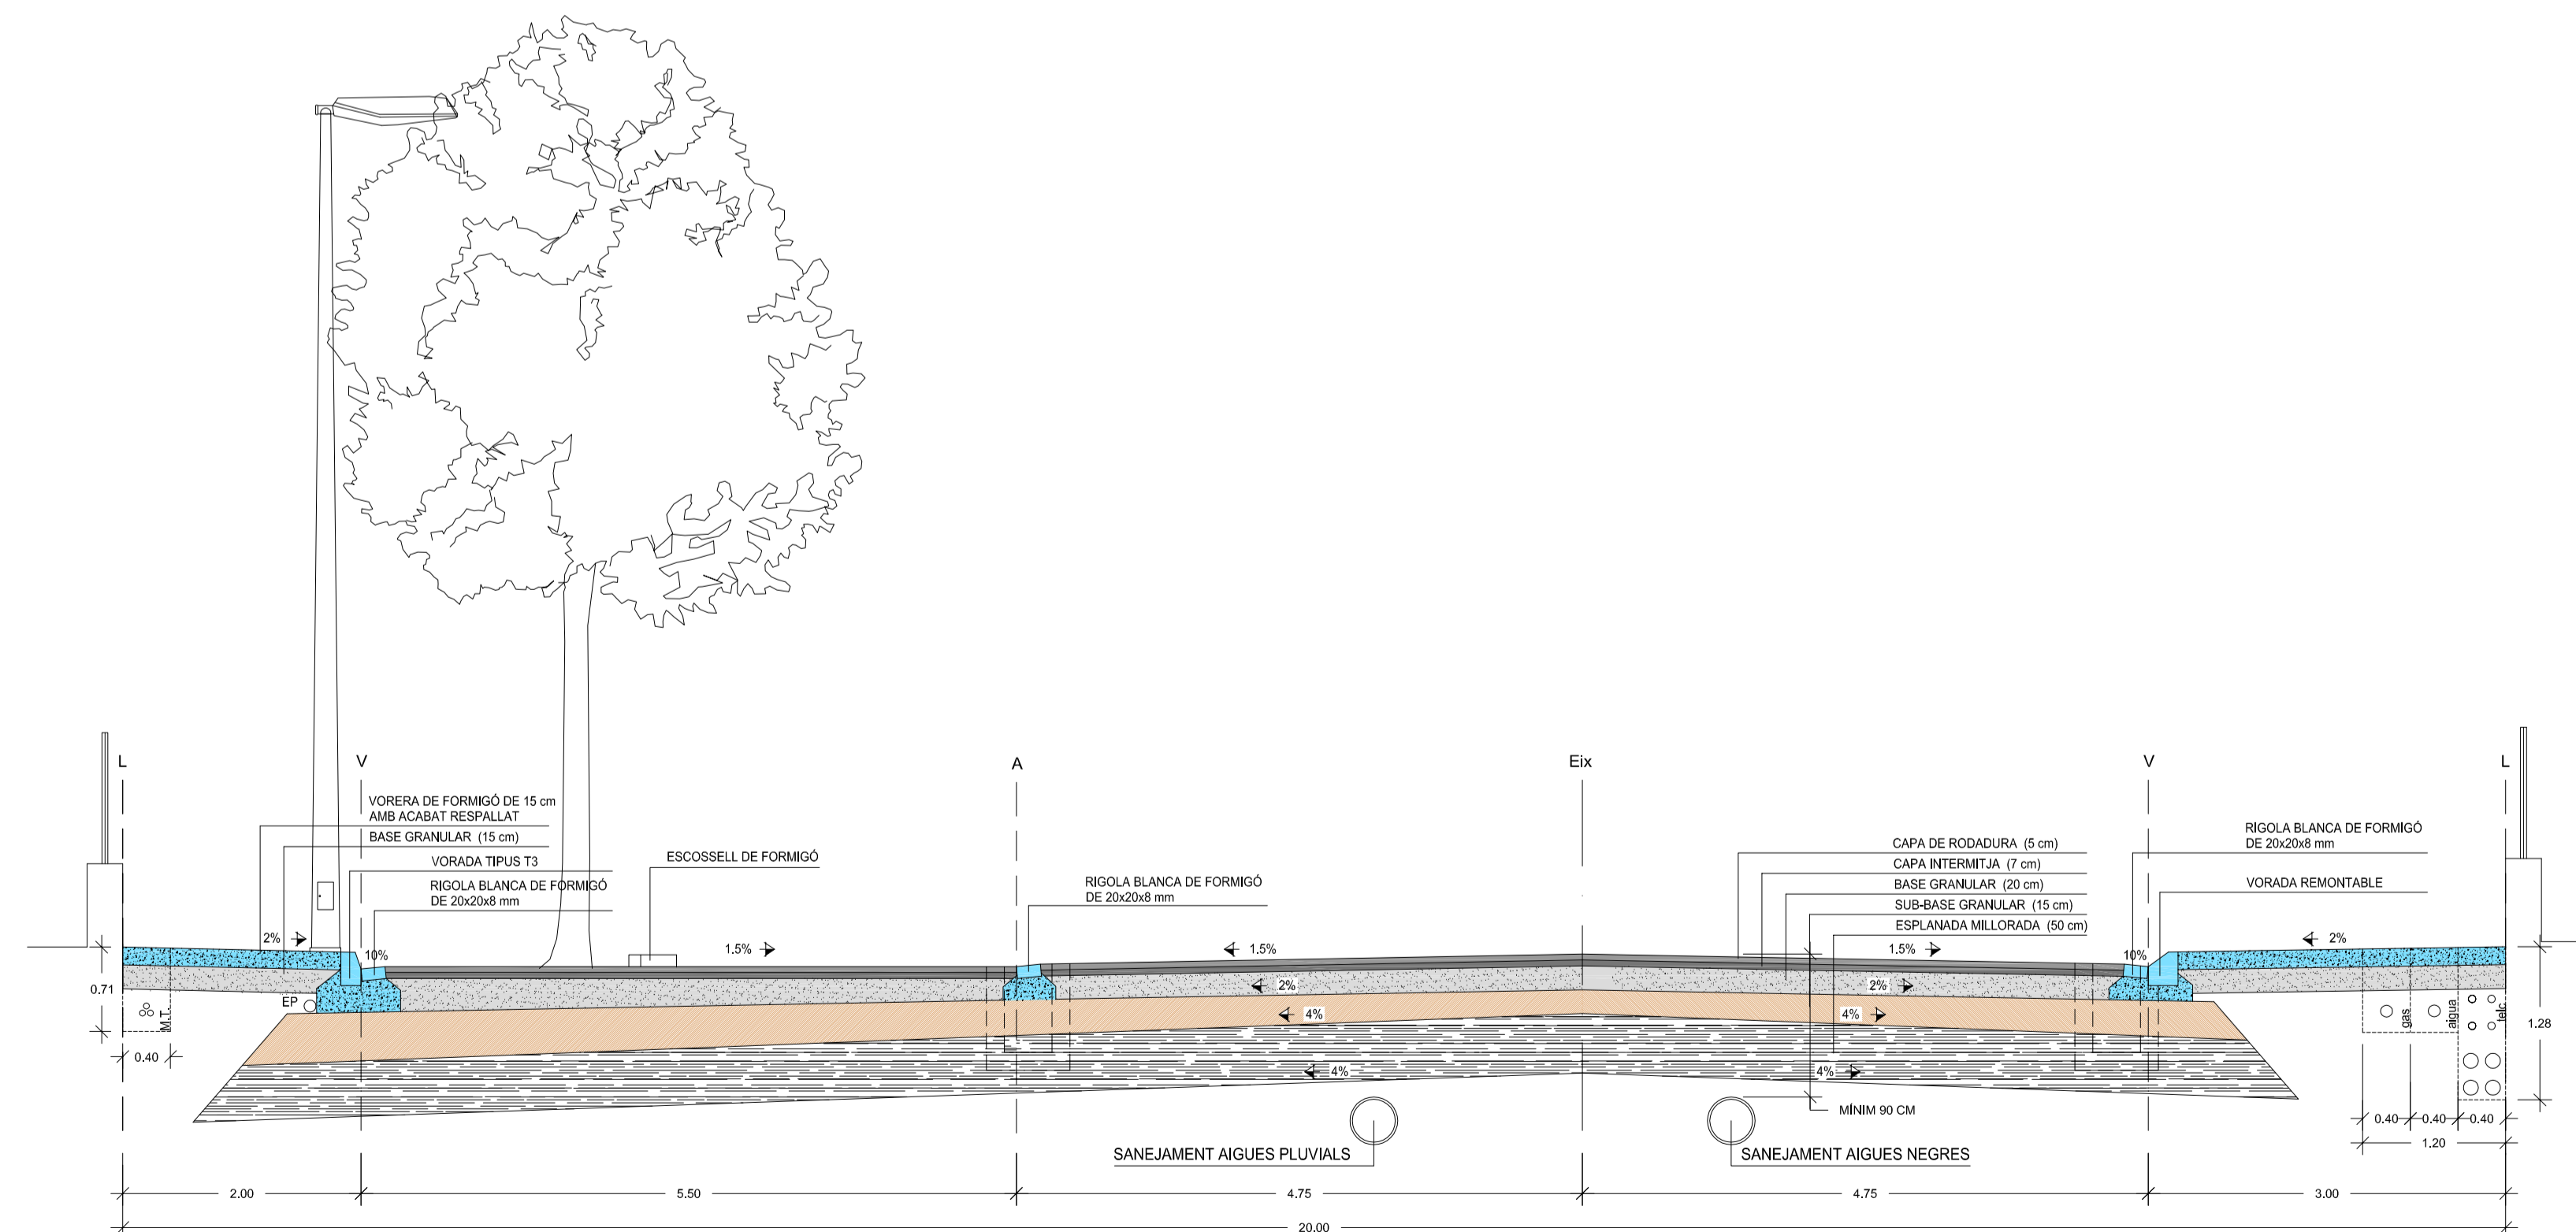 L
V
A
Eix
V
L
VORERA DE FORMIGÓ DE 15 cm
AMB ACABAT RESPALLAT
BASE GRANULAR (15 cm)
VORADA TIPUS T3
RIGOLA BLANCA DE FORMIGÓ
DE 20x20x8 mm
ESCOSSELL DE FORMIGÓ
RIGOLA BLANCA DE FORMIGÓ
DE 20x20x8 mm
CAPA DE RODADURA (5 cm)
CAPA INTERMITJA (7 cm)
BASE GRANULAR (20 cm)
SUB-BASE GRANULAR (15 cm)
ESPLANADA MILLORADA (50 cm)
RIGOLA BLANCA DE FORMIGÓ
DE 20x20x8 mm
VORADA REMONTABLE
2%
10%
1.5%
1.5%
1.5%
10%
2%
0.71
M.T.
EP
2%
2%
4%
4%
4%
4%
gas
aigua
telc
1.28
0.40
MÍNIM 90 CM
0.40
0.40
0.40
1.20
SANEJAMENT AIGUES PLUVIALS
SANEJAMENT AIGUES NEGRES
2.00
5.50
4.75
4.75
3.00
20.00